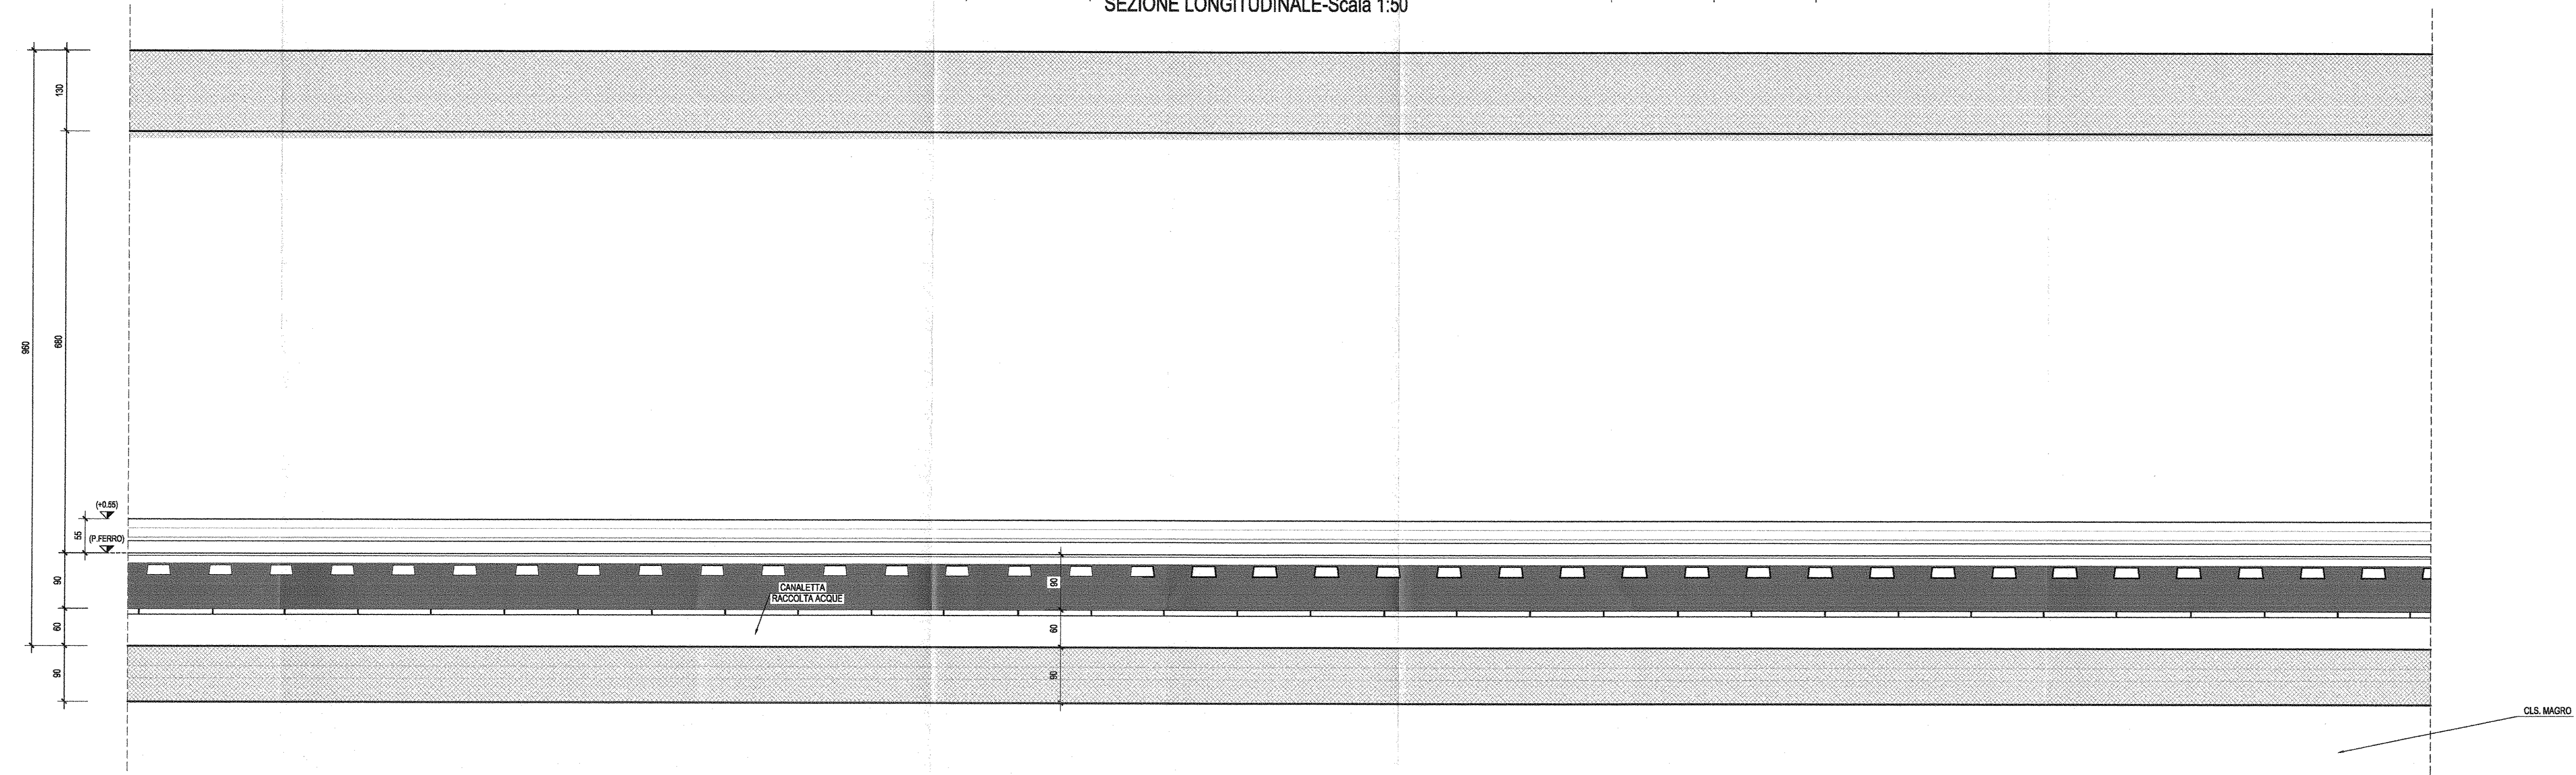 SEZIONE LONGITUDINALE-Scala 1:50
130
960
680
(+0.55)
55
(P.FERRO)
90
90
CANALETTA
RACCOLTA ACQUE
60
60
90
90
CLS. MAGRO